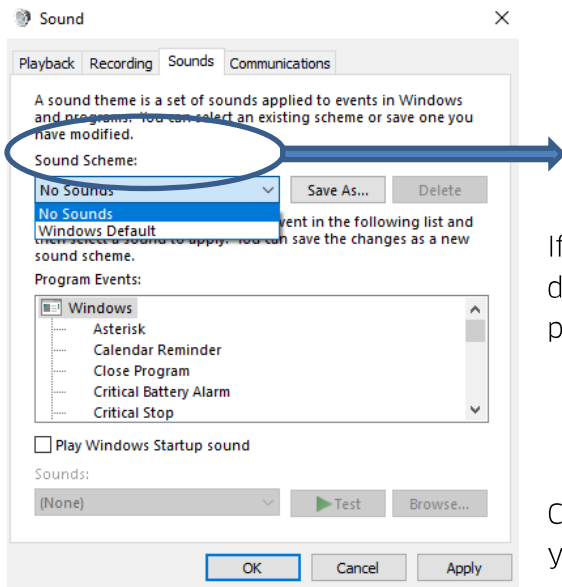 Sound
Playback Recording Sounds Communications
A sound theme is a set of sounds applied to events in Windows
and programs. You can select an existing scheme or save one you
have modified.
Sound Scheme:
No Sounds
Save As... Delete
No Sounds
Windows Default
vent in the following list and
then select a sound to apply. You can save the changes as a new
sound scheme.
Program Events:
Windows
Asterisk
Calendar Reminder
Close Program
Critical Battery Alarm
Critical Stop
Play Windows Startup sound
Sounds:
(None) Test Browse...
OK Cancel Apply
If
d
p
C
y